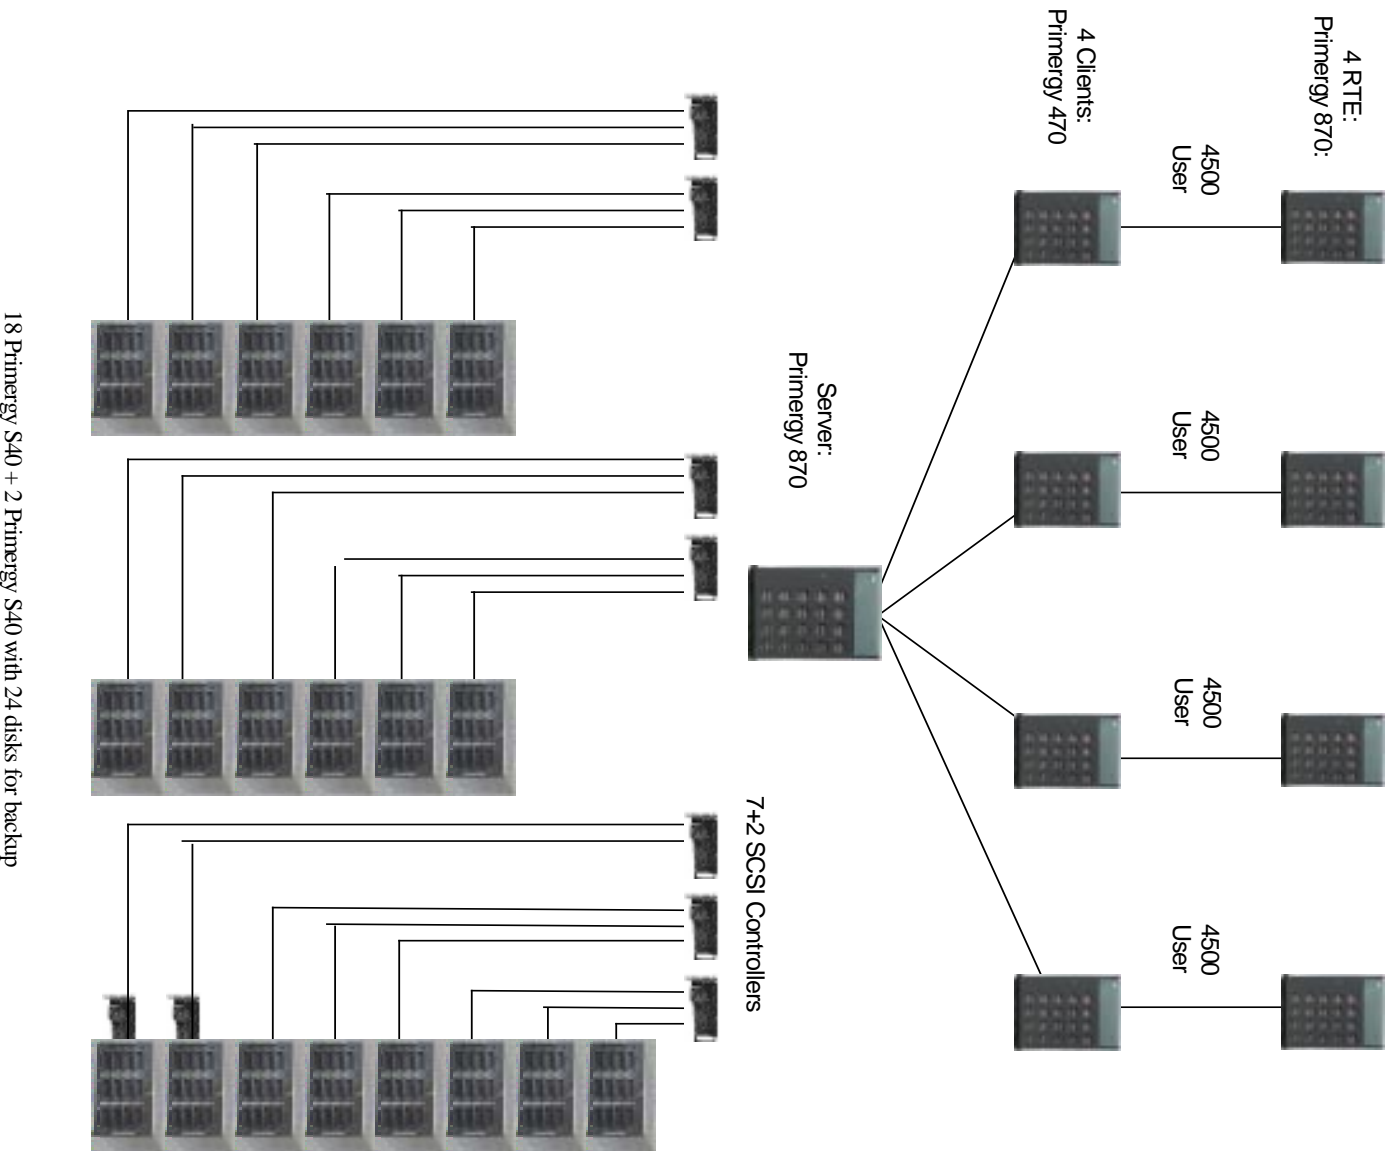 4 RTE:
Primergy 870:
4500
User
4500
User
4500
User
4500
User
4 Clients:
Primergy 470
Server:
Primergy 870
7+2 SCSI Controllers
18 Primergy S40 + 2 Primergy S40 with 24 disks for backup